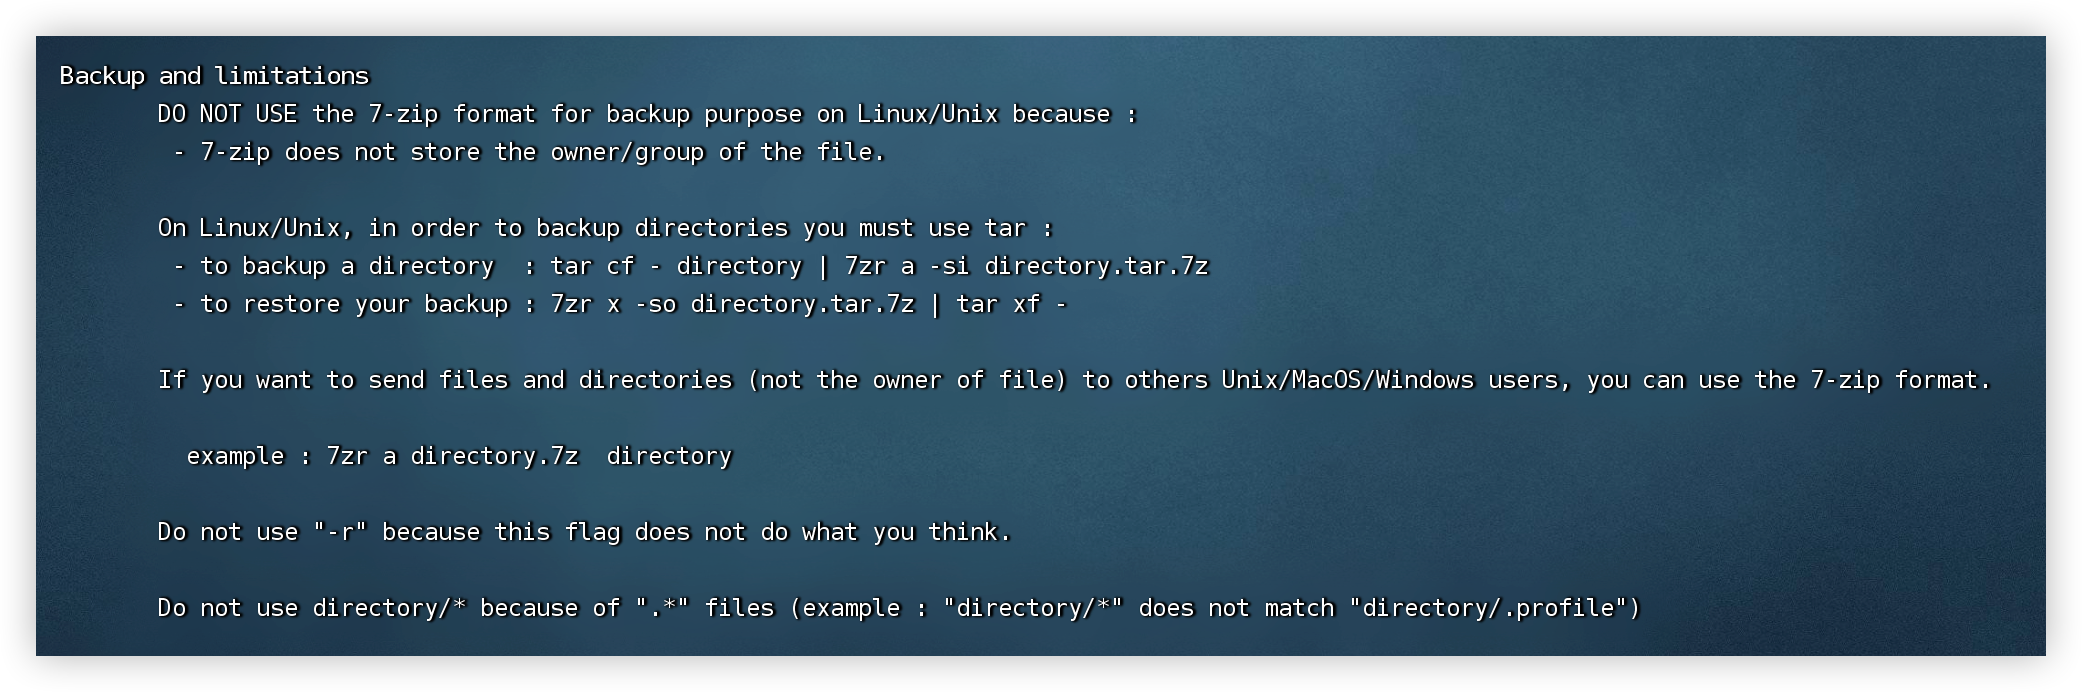 Backup and limitations
DO NOT USE the 7-zip format for backup purpose on Linux/Unix because :
- 7-zip does not store the owner/group of the file.
On Linux/Unix, in order to backup directories you must use tar :
- to backup a directory  : tar cf - directory | 7zr a -si directory.tar.7z
- to restore your backup : 7zr x -so directory.tar.7z | tar xf -
If you want to send files and directories (not the owner of file) to others Unix/MacOS/Windows users, you can use the 7-zip format.
example : 7zr a directory.7z  directory
Do not use "-r" because this flag does not do what you think.
Do not use directory/* because of ".*" files (example : "directory/*" does not match "directory/.profile")